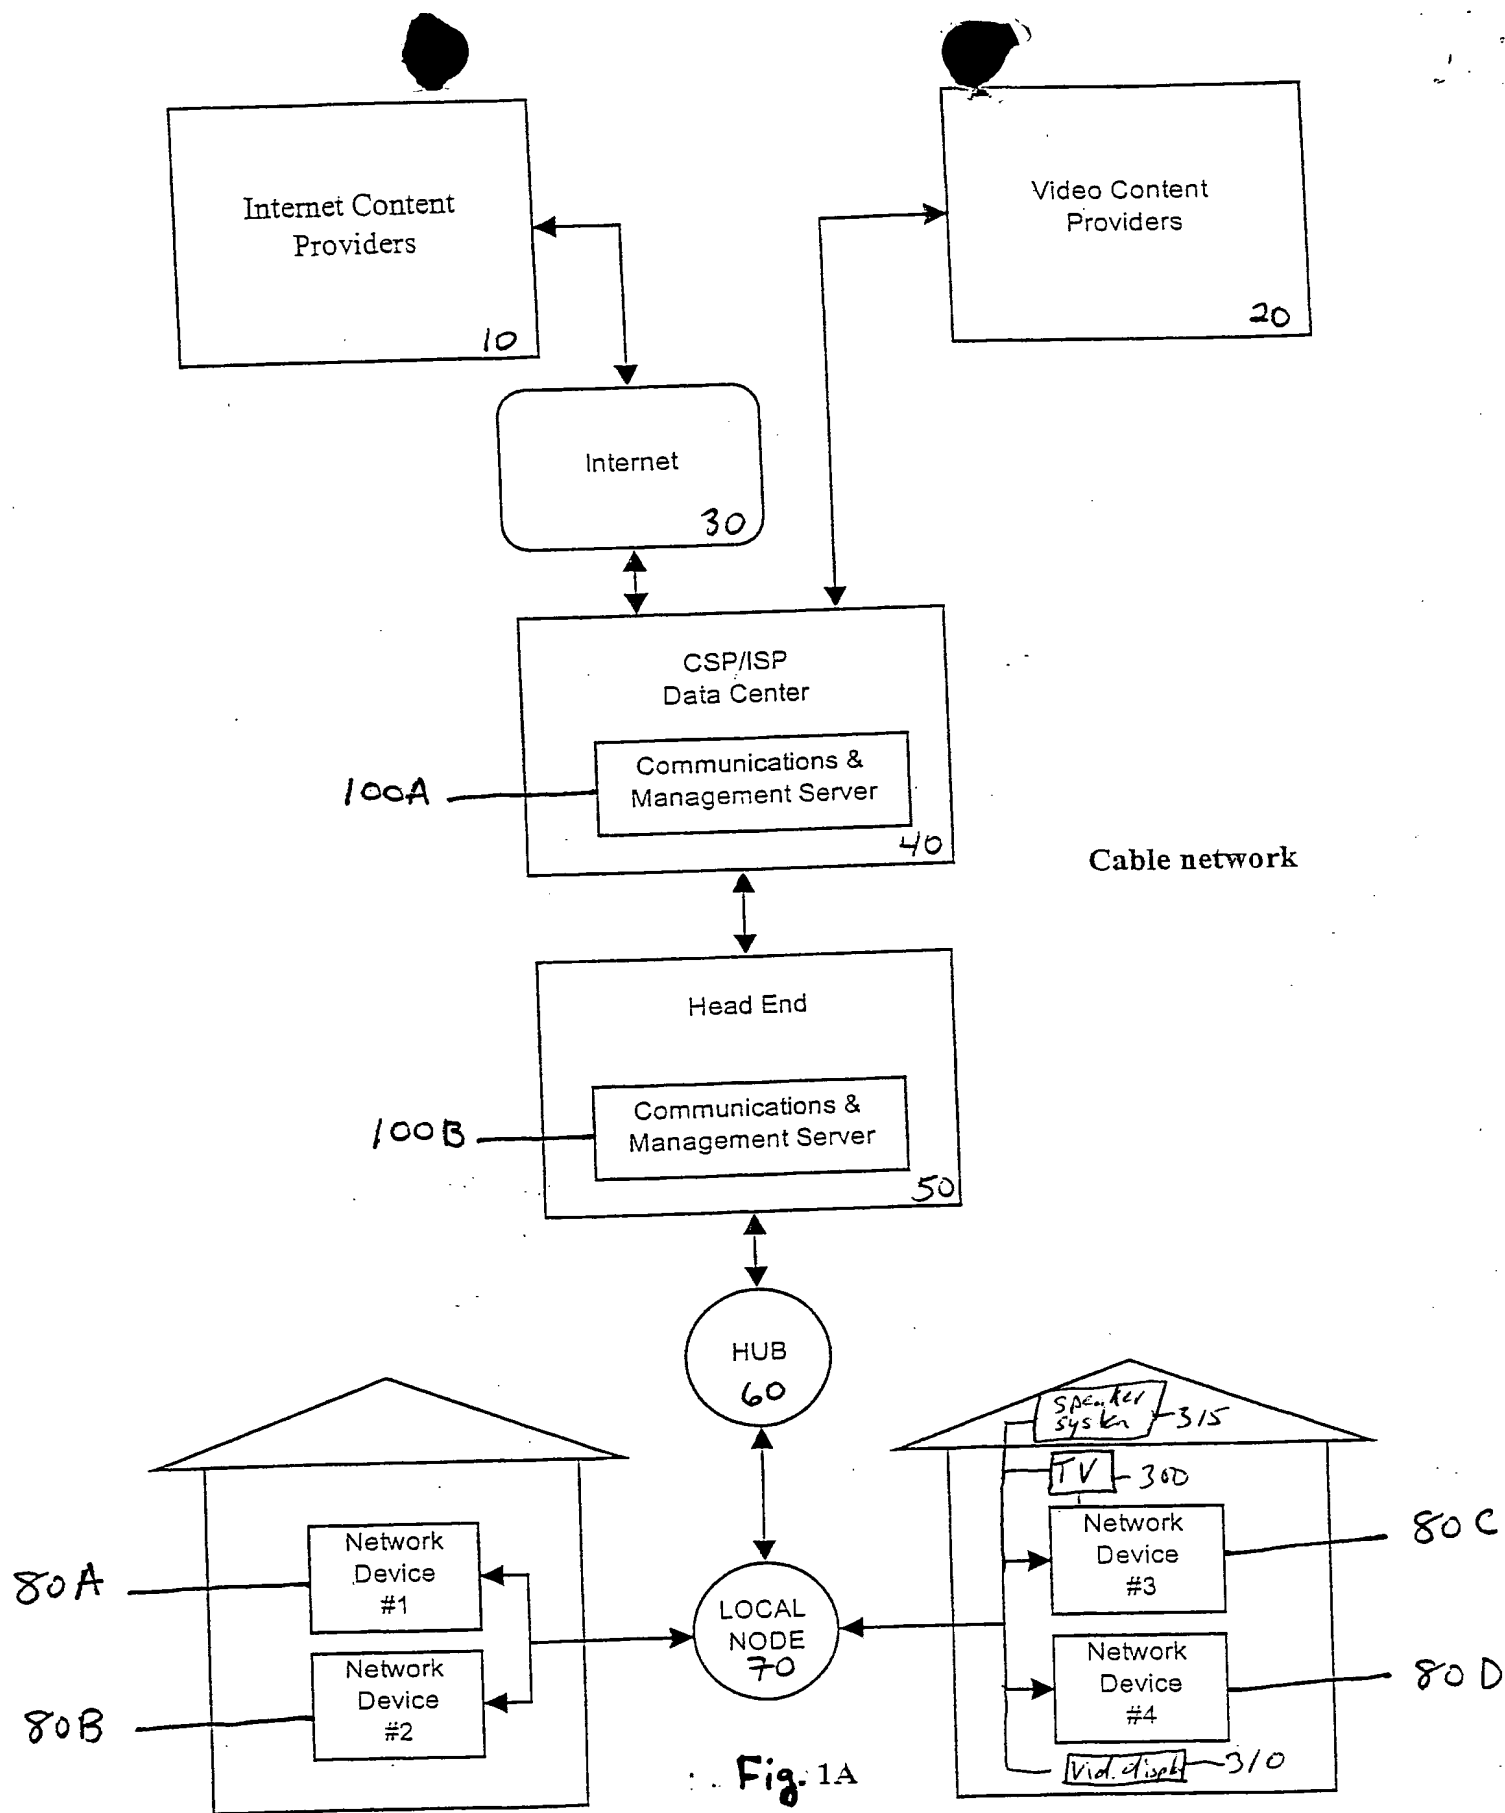 Internet Content
Providers
10
Video Content
Providers
20
Internet
30
CSP/ISP
Data Center
Communications &
Management Server
40
100A
Cable network
Head End
Communications &
Management Server
50
100B
HUB
60
speaker
system
315
TV
300
Network
Device
#1
80A
Network
Device
#2
80B
LOCAL
NODE
70
Network
Device
#3
80C
Network
Device
#4
80D
Vid.
310
Fig. 1A